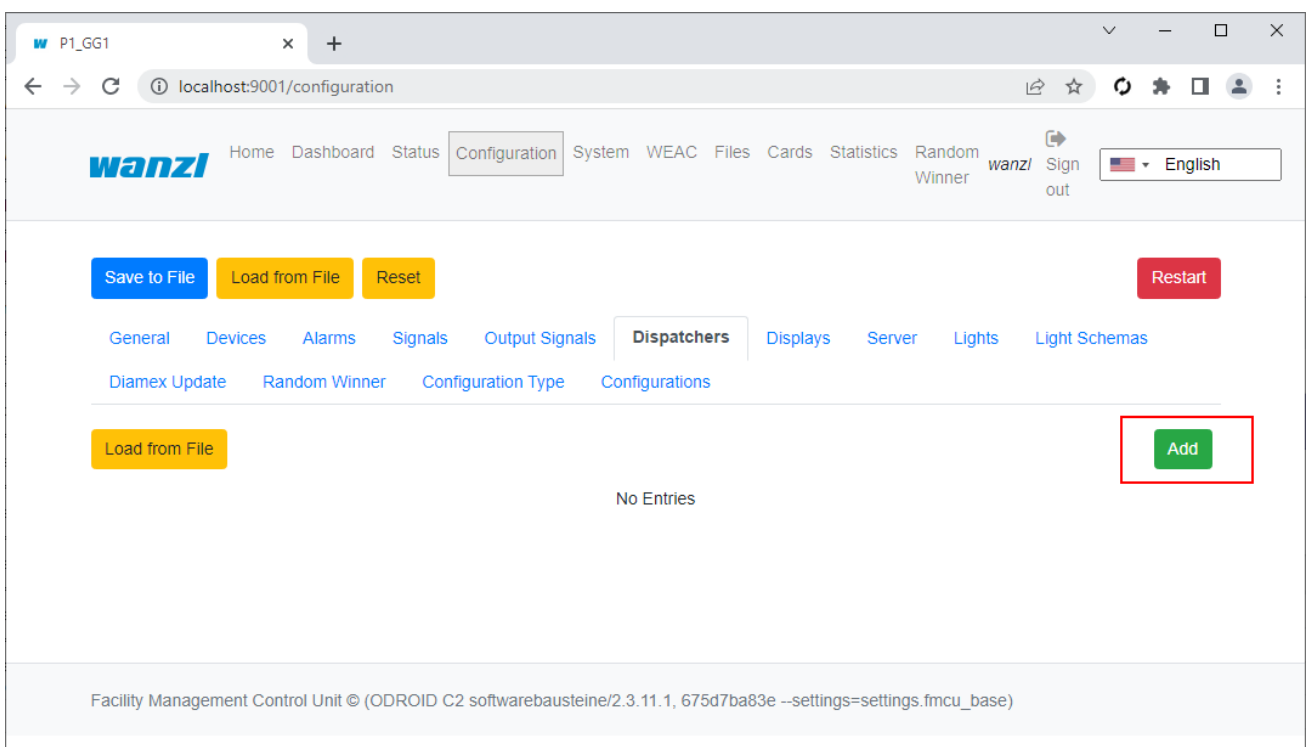 P1_GG1
localhost:9001/configuration
wanzl Home Dashboard Status Configuration System WEAC Files Cards Statistics Random Winner wanzl Sign out English
Save to File Load from File Reset Restart
General Devices Alarms Signals Output Signals Dispatchers Displays Server Lights Light Schemas
Diamex Update Random Winner Configuration Type Configurations
Load from File Add
No Entries
Facility Management Control Unit © (ODROID C2 softwarebausteine/2.3.11.1, 675d7ba83e --settings=settings.fmcu_base)